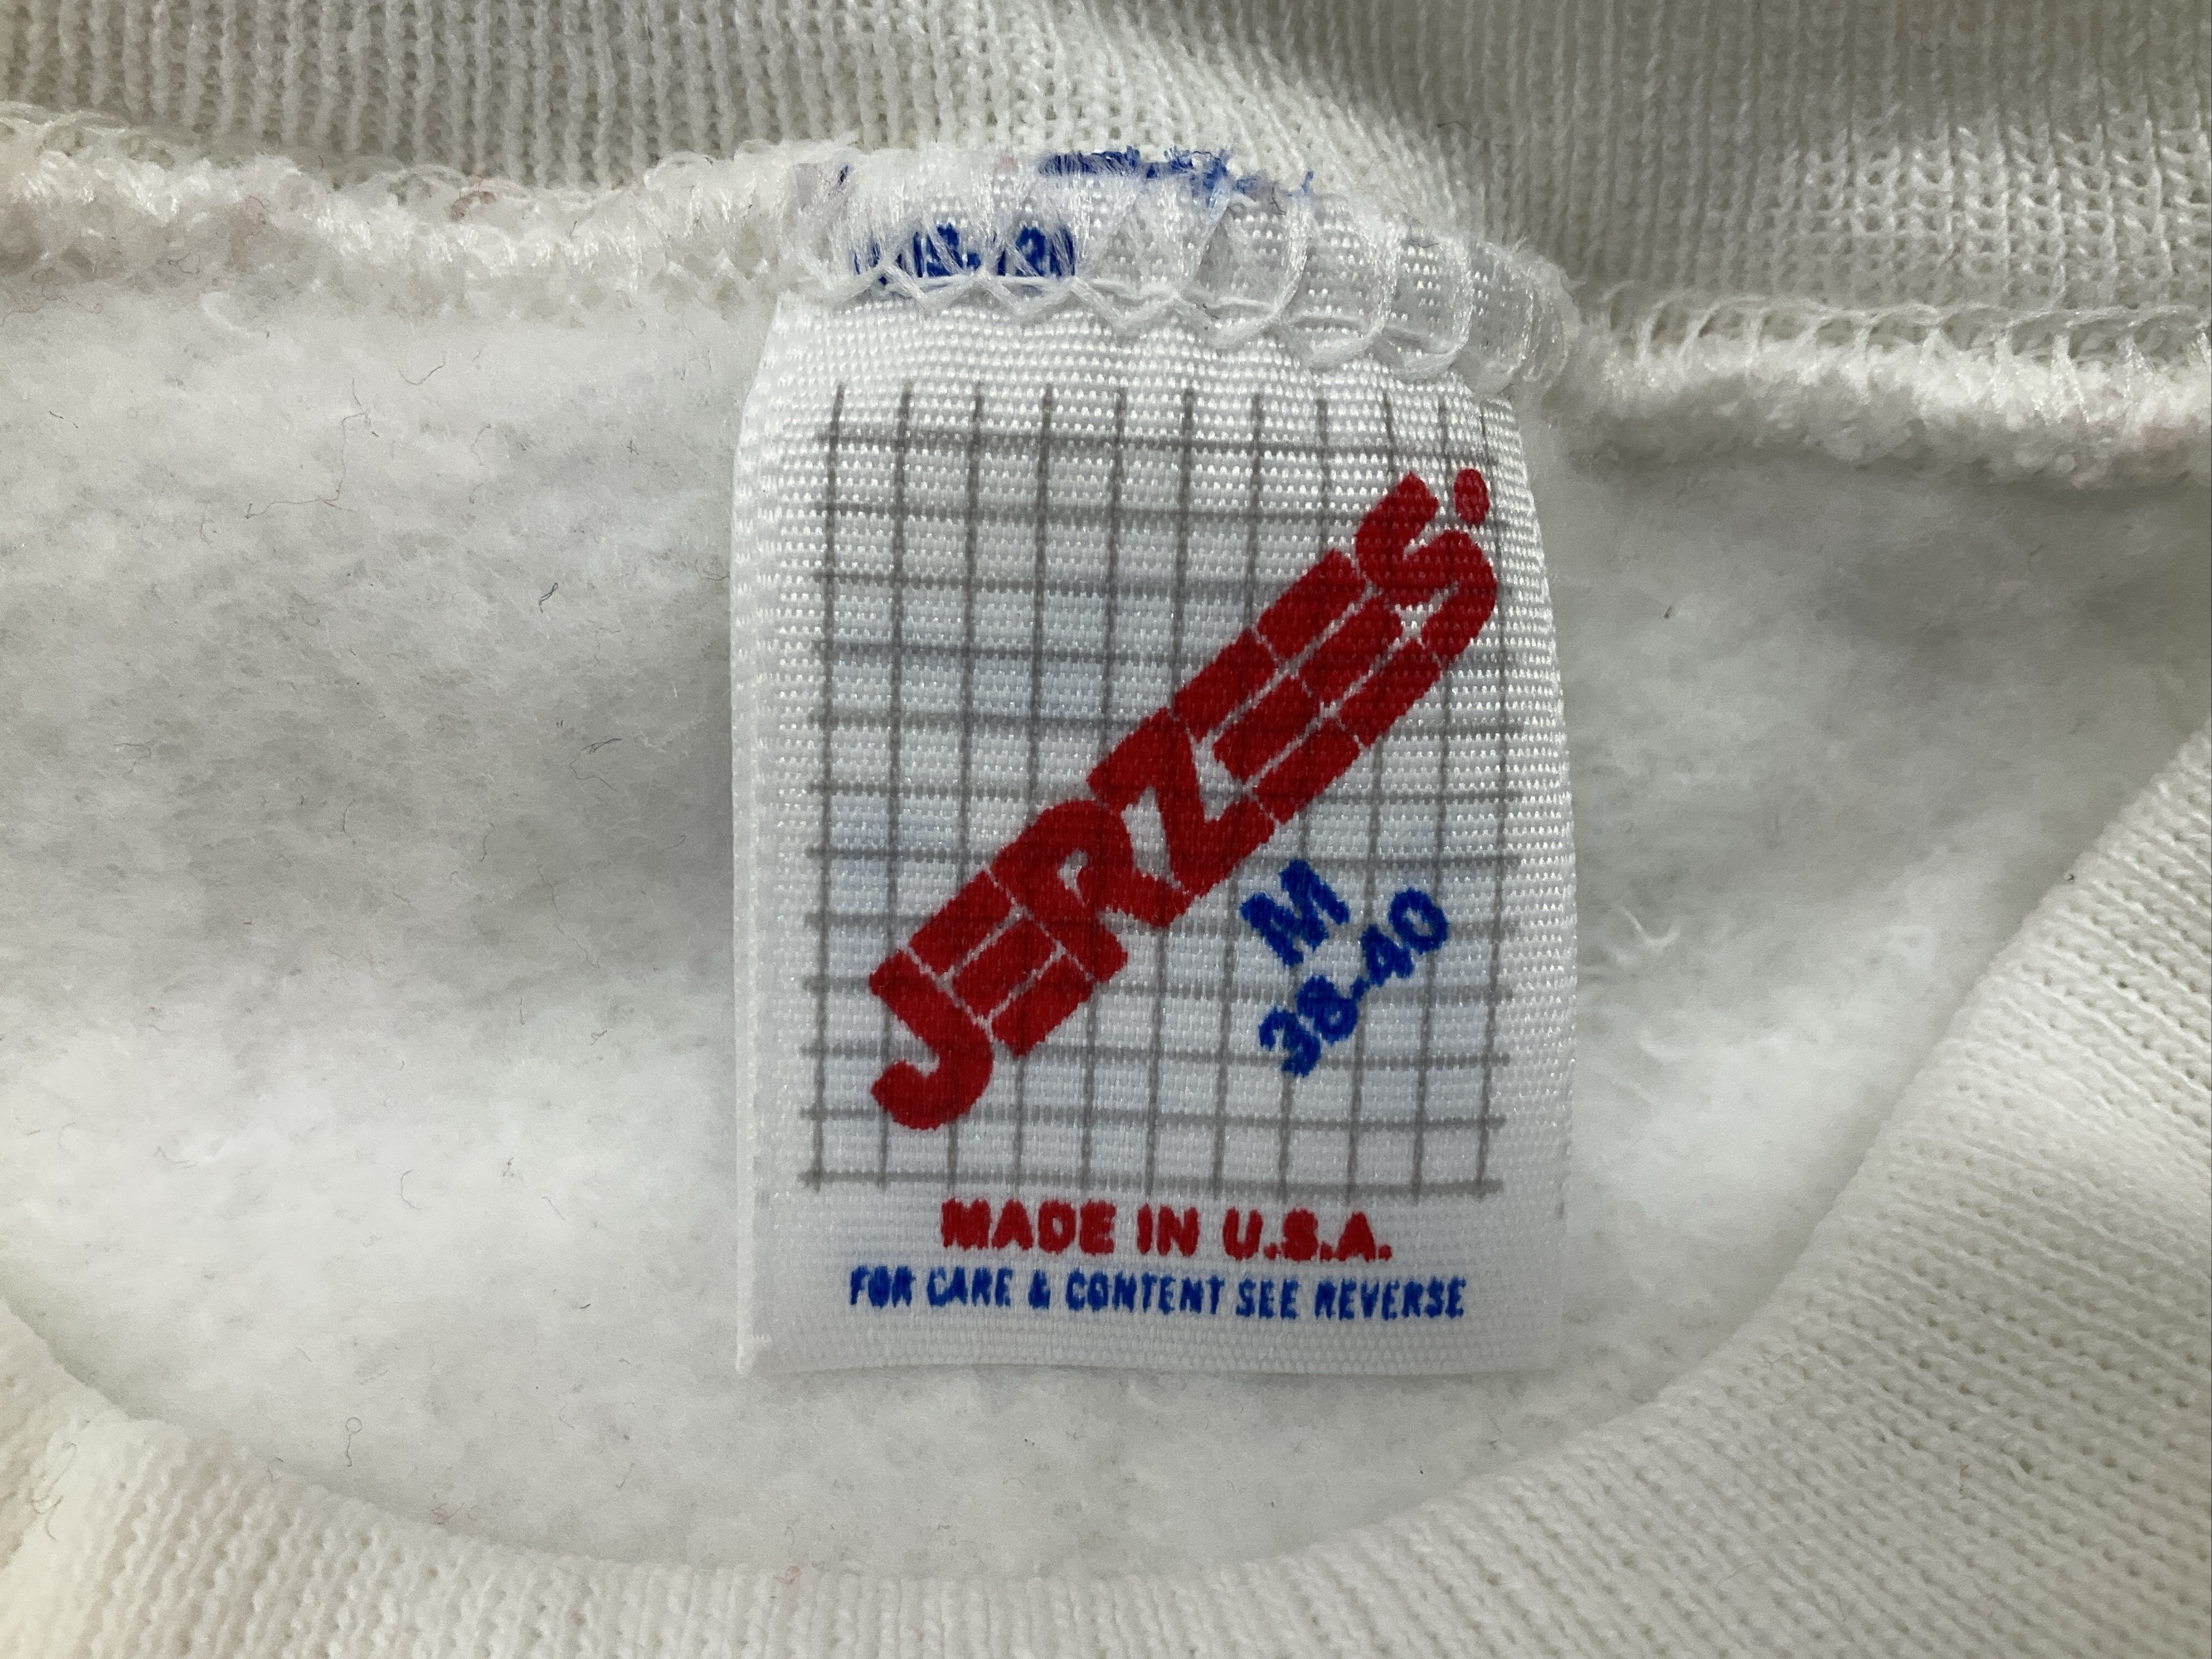 JERZEES.
M
38-40
MADE IN U.S.A.
FOR CARE & CONTENT SEE REVERSE